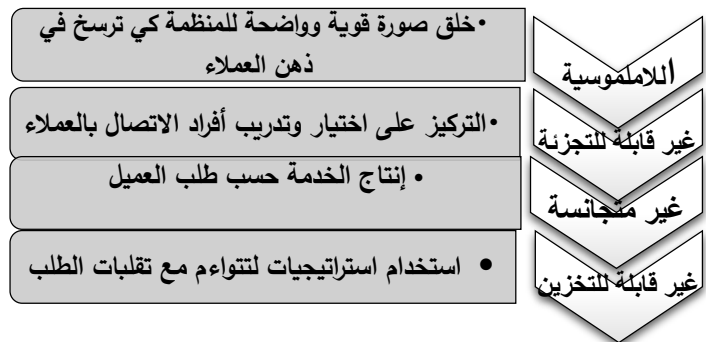 •خلق صورة قوية وواضحة للمنظمة كي ترسخ في
ذهن العملاء
اللاملموسية
•التركيز على اختيار وتدريب أفراد الاتصال بالعملاء
غير قابلة للتجزئة
• إنتاج الخدمة حسب طلب العميل
غير متجانسة
• استخدام استراتيجيات لتتواءم مع تقلبات الطلب
غير قابلة للتخزين